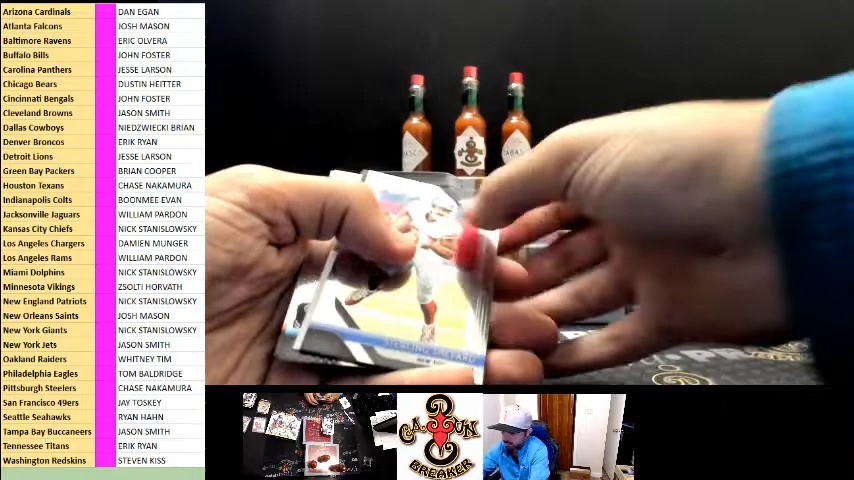 Arizona Cardinals DAN EGAN
Atlanta Falcons JOSH MASON
Baltimore Ravens ERIC OLVERA
Buffalo Bills JOHN FOSTER
Carolina Panthers JESSE LARSON
Chicago Bears DUSTIN HEITTER
Cincinnati Bengals JOHN FOSTER
Cleveland Browns JASON SMITH
Dallas Cowboys NIEDZWECKI BRIAN
Denver Broncos ERIK RYAN
Detroit Lions JESSE LARSON
Green Bay Packers BRIAN COOPER
Houston Texans CHASE NAKAMURA
Indianapolis Colts BOONMEE EVAN
Jacksonville Jaguars WILLIAM PARDON
Kansas City Chiefs NICK STANISLOWSKY
Los Angeles Chargers DAMIEN MUNGER
Los Angeles Rams WILLIAM PARDON
Miami Dolphins NICK STANISLOWSKY
Minnesota Vikings ZSOLTI HORVATH
New England Patriots NICK STANISLOWSKY
New Orleans Saints JOSH MASON
New York Giants NICK STANISLOWSKY
New York Jets JASON SMITH
Oakland Raiders WHITNEY TIM
Philadelphia Eagles TOM BALDRIDGE
Pittsburgh Steelers CHASE NAKAMURA
San Francisco 49ers JAY TOSKEY
Seattle Seahawks RYAN HAHN
Tampa Bay Buccaneers JASON SMITH
Tennessee Titans ERIK RYAN
Washington Redskins STEVEN KISS
STERLING SHEPARD
NEW
CAJUN
BREAKER